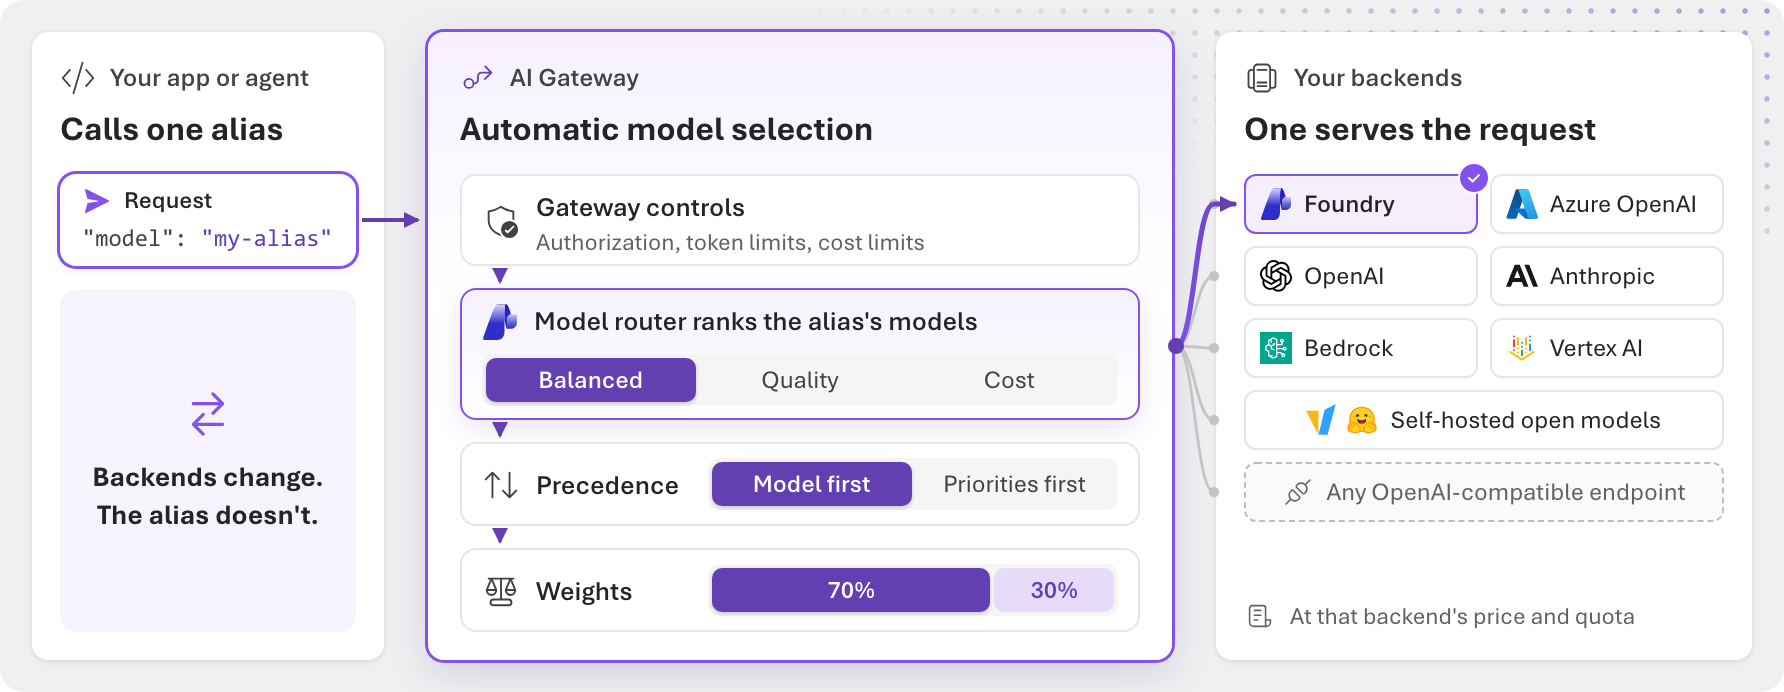 Your app or agent
Calls one alias
Request
"model": "my-alias"
Backends change.
The alias doesn't.
AI Gateway
Automatic model selection
Gateway controls
Authorization, token limits, cost limits
Model router ranks the alias's models
Balanced Quality Cost
Precedence Model first Priorities first
Weights 70% 30%
Your backends
One serves the request
Foundry Azure OpenAI
OpenAI Anthropic
Bedrock Vertex AI
Self-hosted open models
Any OpenAI-compatible endpoint
At that backend's price and quota